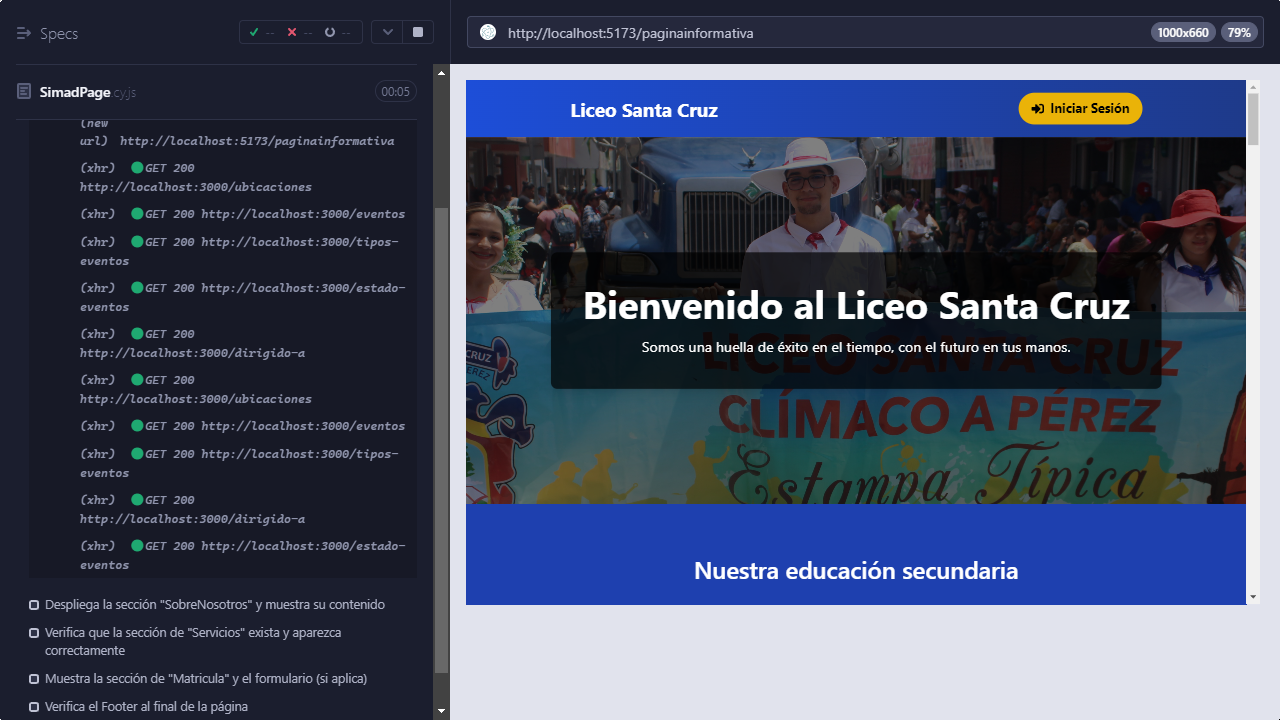 Specs
--
--
--
http://localhost:5173/paginainformativa
1000x660
79%
SimadPage.cy.js
00:05
(new
url) http://localhost:5173/paginainformativa
(xhr) GET 200
http://localhost:3000/ubicaciones
(xhr) GET 200 http://localhost:3000/eventos
(xhr) GET 200 http://localhost:3000/tipos-
eventos
(xhr) GET 200 http://localhost:3000/estado-
eventos
(xhr) GET 200
http://localhost:3000/dirigido-a
(xhr) GET 200
http://localhost:3000/ubicaciones
(xhr) GET 200 http://localhost:3000/eventos
(xhr) GET 200 http://localhost:3000/tipos-
eventos
(xhr) GET 200
http://localhost:3000/dirigido-a
(xhr) GET 200 http://localhost:3000/estado-
eventos
Despliega la sección "SobreNosotros" y muestra su contenido
Verifica que la sección de "Servicios" exista y aparezca
correctamente
Muestra la sección de "Matricula" y el formulario (si aplica)
Verifica el Footer al final de la página
Liceo Santa Cruz
Iniciar Sesión
Bienvenido al Liceo Santa Cruz
Somos una huella de éxito en el tiempo, con el futuro en tus manos.
LICEO SANTA CRUZ
CLÍMACO A PÉREZ
Estampa Típica
CRUZ
PÉREZ
Nuestra educación secundaria